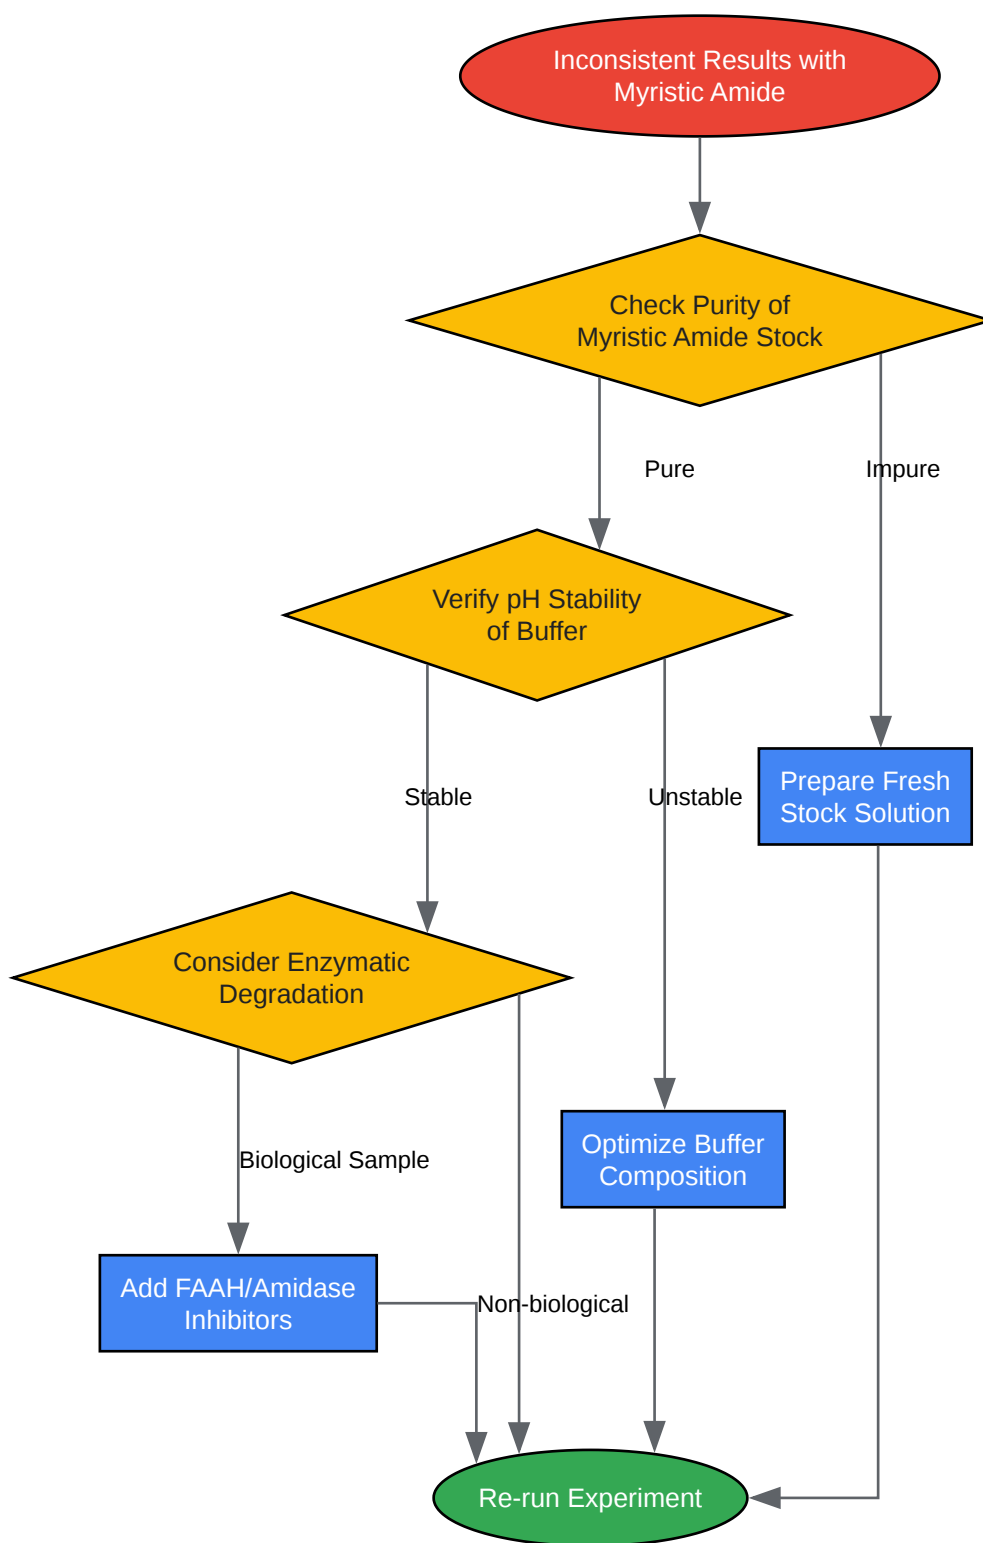 Inconsistent Results with
Myristic Amide
Check Purity of
Myristic Amide Stock
Pure
Impure
Verify pH Stability
of Buffer
Stable
Unstable
Prepare Fresh
Stock Solution
Consider Enzymatic
Degradation
Biological Sample
Optimize Buffer
Composition
Add FAAH/Amidase
Inhibitors
Non-biological
Re-run Experiment